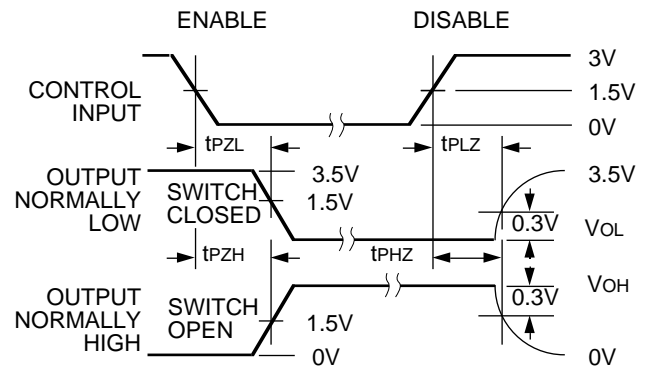 ENABLE DISABLE
3V
CONTROL INPUT 1.5V
0V
tPZL tPLZ
OUTPUT NORMALLY LOW
SWITCH CLOSED
3.5V 3.5V
1.5V
0.3V VOL
tPZH tPHZ
OUTPUT NORMALLY HIGH
SWITCH OPEN
0.3V VOH
1.5V
0V 0V